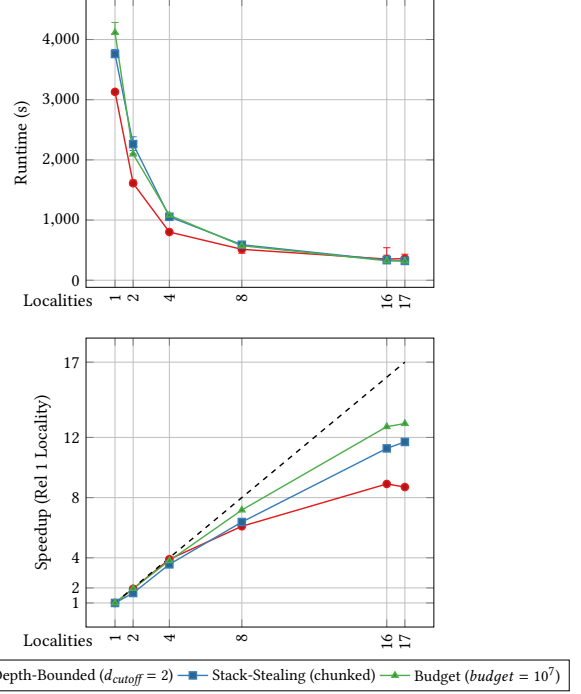 4,000
3,000
2,000
1,000
0
Runtime (s)
Localities 1 2 4 8 16 17
17
12
8
4
2
1
Speedup (Rel 1 Locality)
Localities 1 2 4 8 16 17
Depth-Bounded (d_cutoff = 2) Stack-Stealing (chunked) Budget (budget = 10⁷)